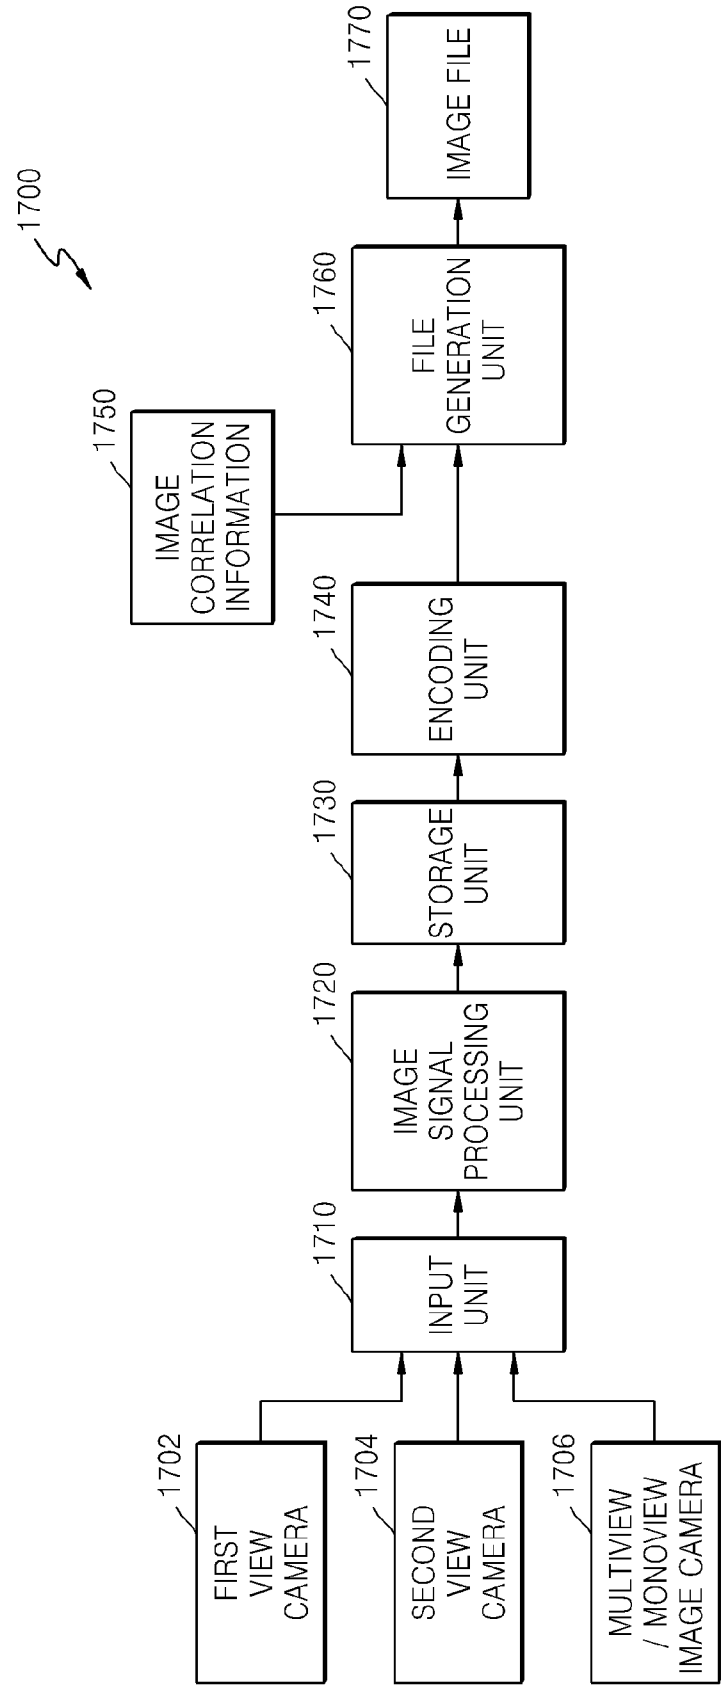 1700
1702
FIRST
VIEW
CAMERA
1704
SECOND
VIEW
CAMERA
1706
MULTIVIEW
/ MONOVIEW
IMAGE CAMERA
1710
INPUT
UNIT
1720
IMAGE
SIGNAL
PROCESSING
UNIT
1730
STORAGE
UNIT
1740
ENCODING
UNIT
1750
IMAGE
CORRELATION
INFORMATION
1760
FILE
GENERATION
UNIT
1770
IMAGE FILE